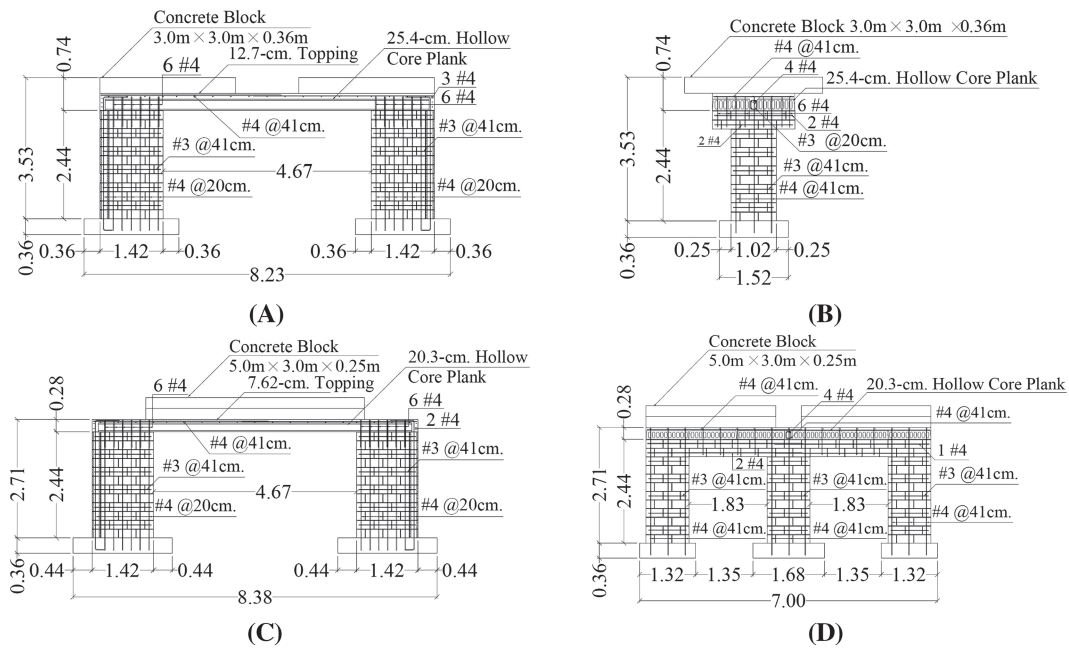 Concrete Block
3.0m×3.0m×0.36m
12.7-cm. Topping
25.4-cm. Hollow
Core Plank
6 #4
3 #4
6 #4
#4 @41cm.
#3 @41cm.
#3 @41cm.
4.67
#4 @20cm.
#4 @20cm.
0.74
3.53
2.44
0.36
0.36
1.42
0.36
0.36
1.42
0.36
8.23
(A)
Concrete Block 3.0m×3.0m ×0.36m
#4 @41cm.
4 #4
25.4-cm. Hollow Core Plank
6 #4
2 #4
2 #4
#3 @20cm.
#3 @41cm.
#4 @41cm.
0.74
3.53
2.44
0.36
0.25
1.02
0.25
1.52
(B)
Concrete Block
5.0m×3.0m×0.25m
7.62-cm. Topping
20.3-cm. Hollow
Core Plank
6 #4
6 #4
2 #4
#4 @41cm.
#3 @41cm.
#3 @41cm.
4.67
#4 @20cm.
#4 @20cm.
0.28
2.71
2.44
0.36
0.44
1.42
0.44
0.44
1.42
0.44
8.38
(C)
Concrete Block
5.0m×3.0m×0.25m
#4 @41cm.
4 #4
20.3-cm. Hollow Core Plank
#4 @41cm.
1 #4
2 #4
#3 @41cm.
#3 @41cm.
#3 @41cm.
1.83
1.83
#4 @41cm.
#4 @41cm.
#4 @41cm.
0.28
2.71
2.44
0.36
1.32
1.35
1.68
1.35
1.32
7.00
(D)